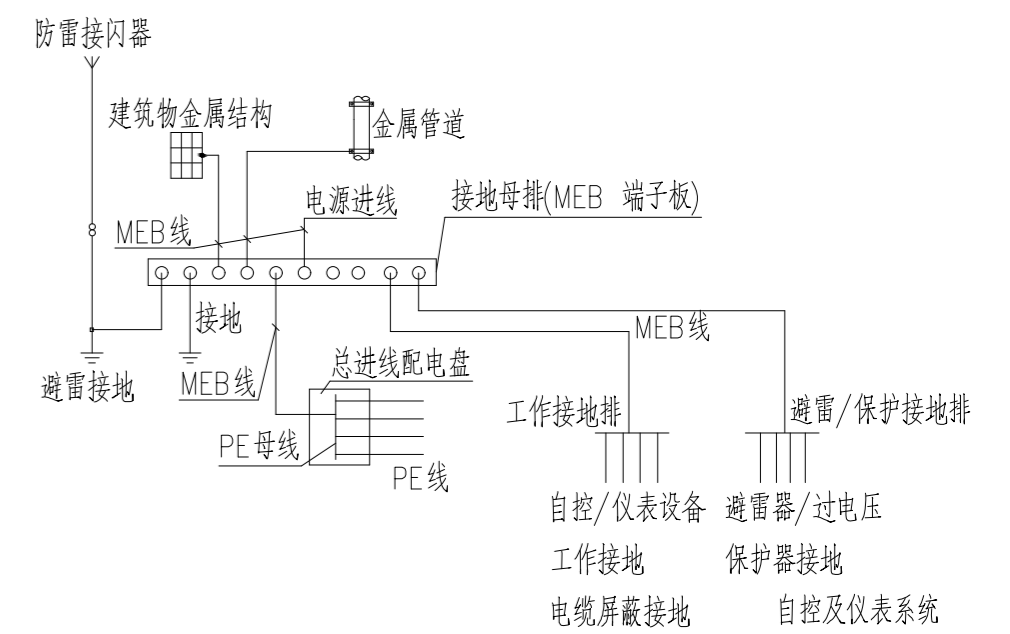 防雷接闪器
建筑物金属结构
金属管道
电源进线
接地母排(MEB 端子板)
MEB线
接地
MEB线
MEB线
总进线配电盘
避雷接地
工作接地排
避雷/保护接地排
PE母线
PE线
自控/仪表设备
避雷器/过电压
工作接地
保护器接地
电缆屏蔽接地
自控及仪表系统